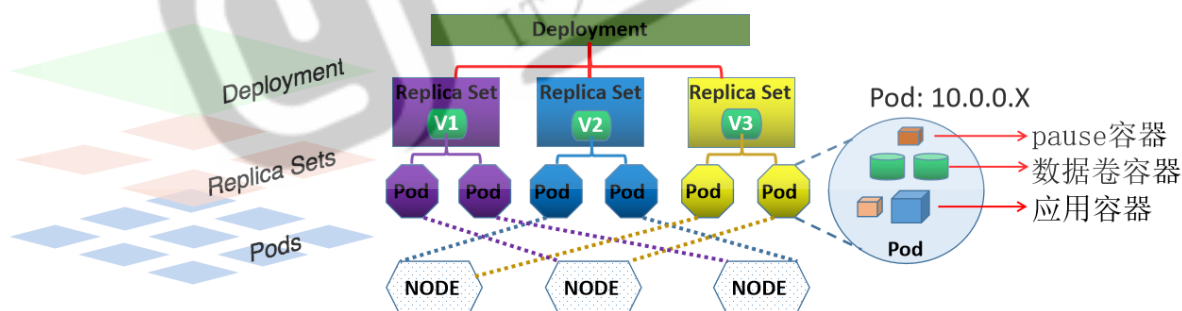 Deployment
Replica Sets
Pods
Deployment
Replica Set
V1
Replica Set
V2
Replica Set
V3
Pod
Pod
Pod
Pod
Pod
Pod
NODE
NODE
NODE
Pod: 10.0.0.X
pause容器
数据卷容器
应用容器
Pod